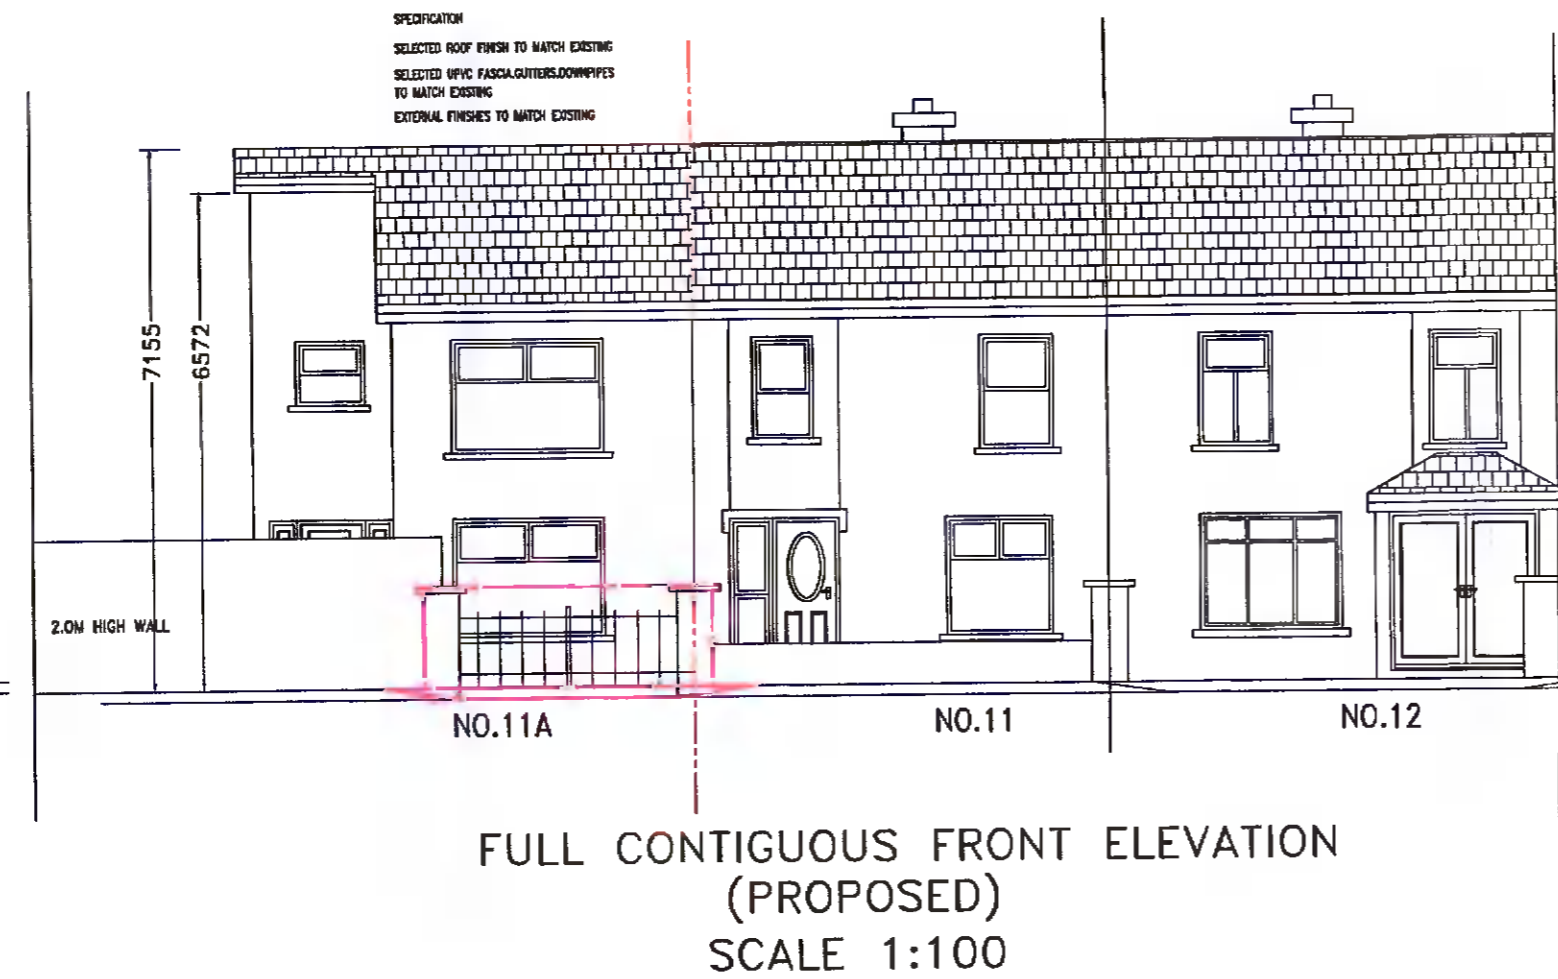 SPECIFICATION
SELECTED ROOF FINISH TO MATCH EXISTING
SELECTED UPVC FASCIA,GUTTERS,DOWNPIPES
TO MATCH EXISTING
EXTERNAL FINISHES TO MATCH EXISTING
7155
6572
2.0M HIGH WALL
NO.11A
NO.11
NO.12
FULL CONTIGUOUS FRONT ELEVATION
(PROPOSED)
SCALE 1:100